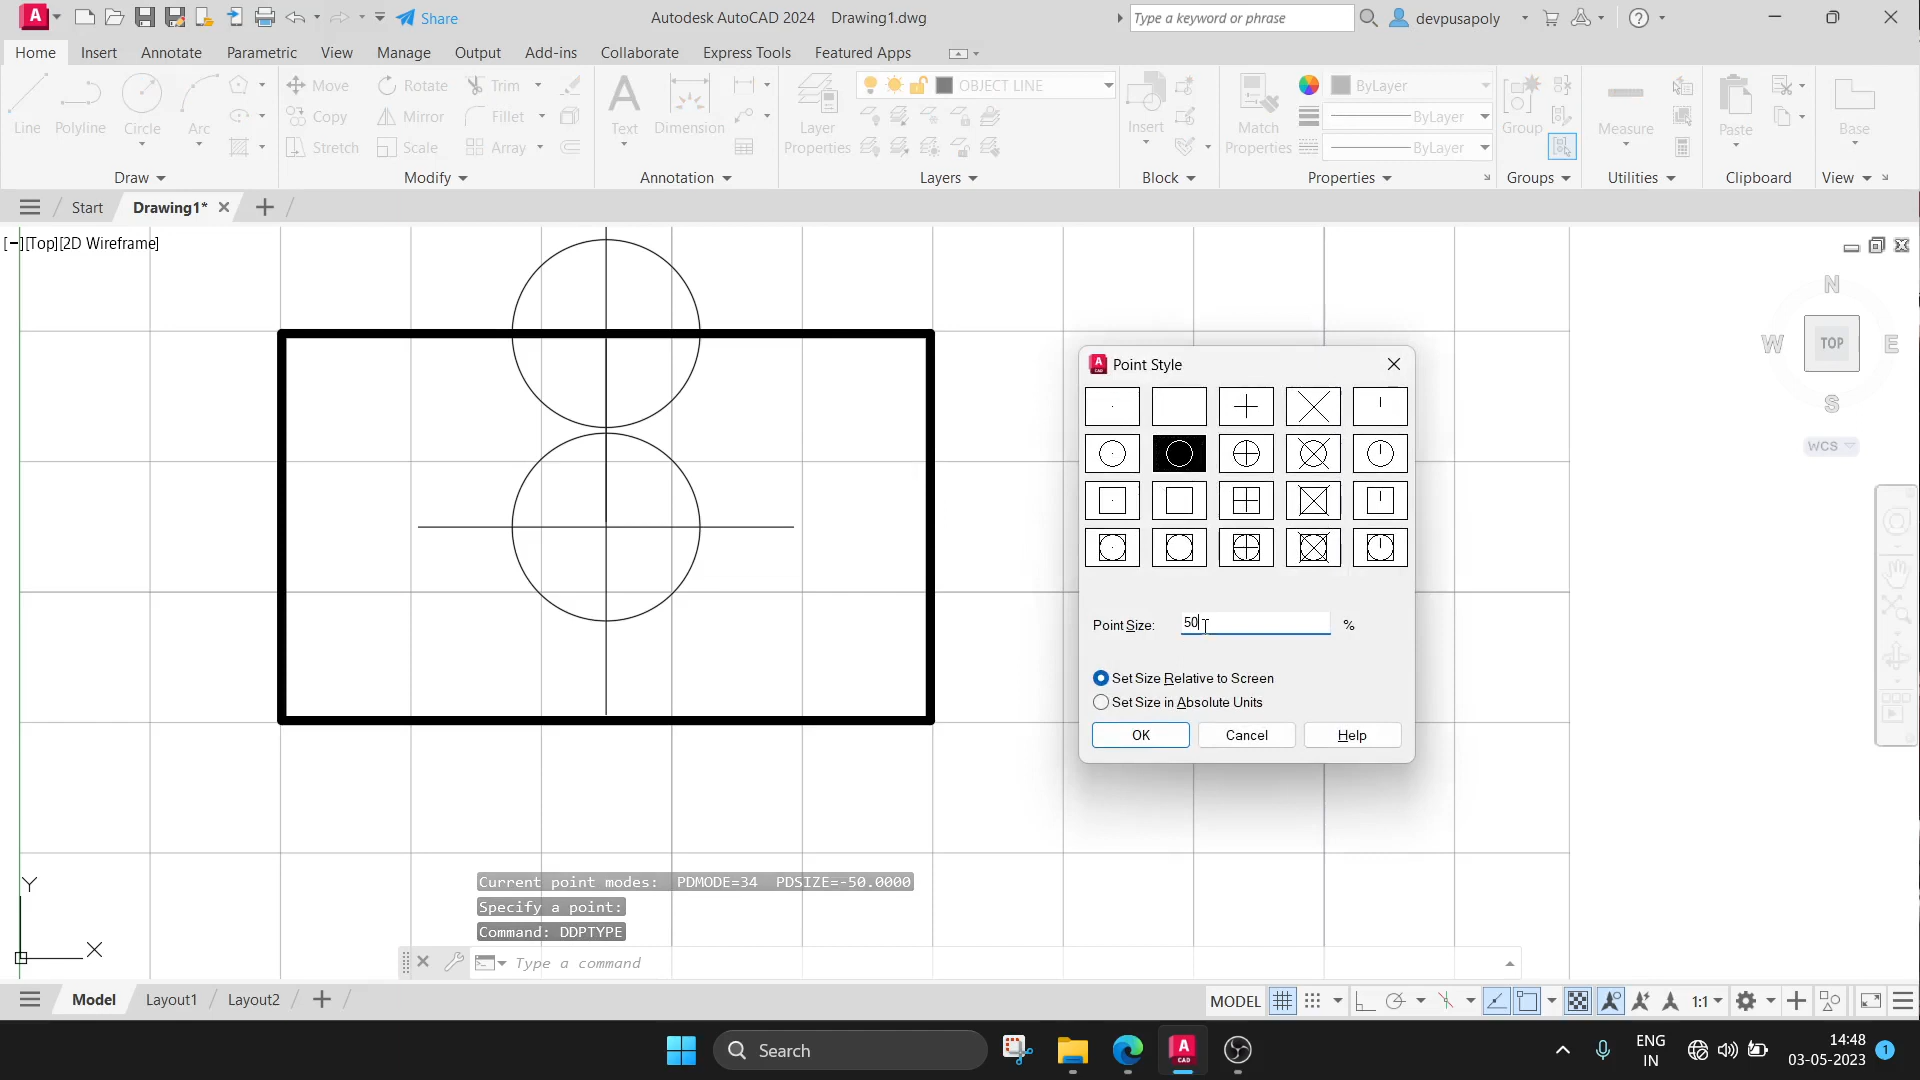 A
Share
Autodesk AutoCAD 2024 Drawing1.dwg
Type a keyword or phrase
devpusapoly
Home Insert Annotate Parametric View Manage Output Add-ins Collaborate Express Tools Featured Apps
Line Polyline Circle Arc
Move Rotate Trim
Copy Mirror Fillet
Stretch Scale Array
A Text Dimension
Layer Properties
OBJECT LINE
Insert
Match Properties
ByLayer
ByLayer
ByLayer
Group
Measure
Paste
Base
Draw Modify Annotation Layers Block Properties Groups Utilities Clipboard View
Start Drawing1*
[−][Top][2D Wireframe]
N
W TOP E
S
WCS
A CAD Point Style
Point Size: 50 %
Set Size Relative to Screen
Set Size in Absolute Units
OK Cancel Help
Current point modes: PDMODE=34 PDSIZE=-50.0000
Specify a point:
Command: DDPTYPE
Type a command
Y
X
Model Layout1 Layout2
MODEL 1:1
Search
A CAD
ENG
IN
14:48
03-05-2023
1